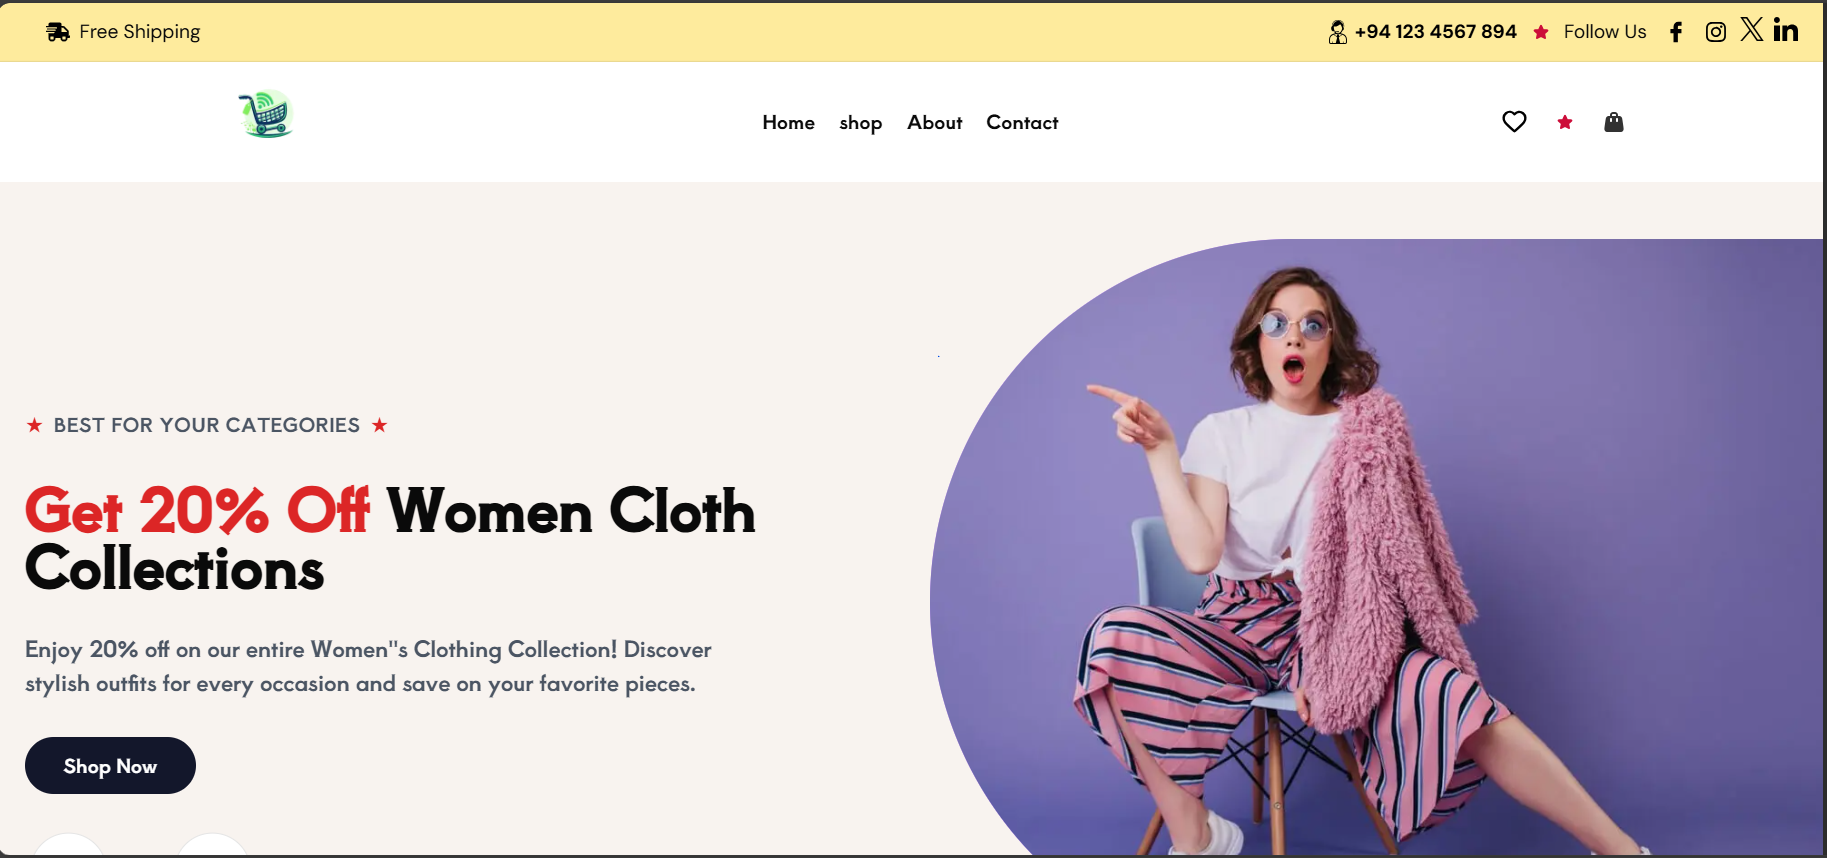 Free Shipping
+94 123 4567 894
Follow Us
Home
shop
About
Contact
BEST FOR YOUR CATEGORIES
Get 20% Off Women Cloth
Collections
Enjoy 20% off on our entire Women"s Clothing Collection! Discover
stylish outfits for every occasion and save on your favorite pieces.
Shop Now